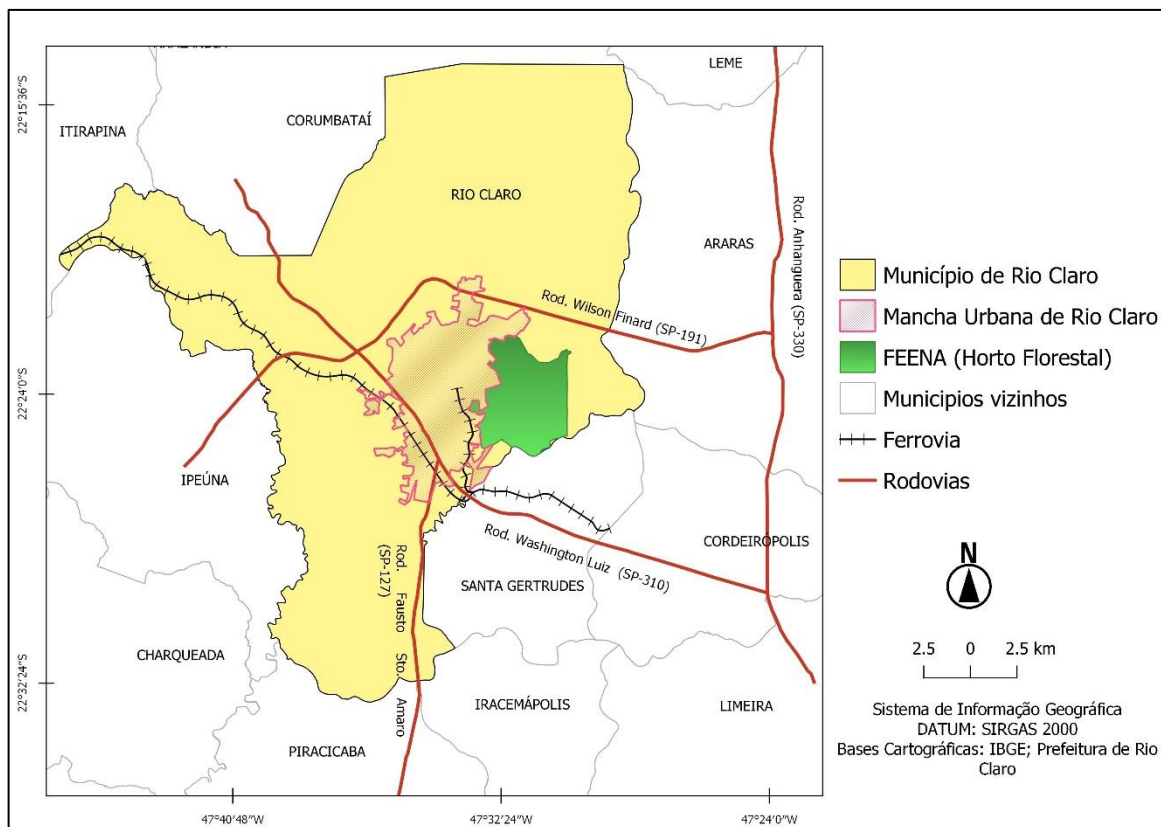 LEME
22°15'36"S
CORUMBATAÍ
ITIRAPINA
RIO CLARO
ARARAS
Rod. Anhanguera (SP-330)
Rod. Wilson Finard (SP-191)
22°24'0"S
IPEÚNA
CORDEIRÓPOLIS
Rod. Washington Luiz (SP-310)
SANTA GERTRUDES
Rod. Fausto Sto. Amaro
(SP-127)
CHARQUEADA
22°32'24"S
IRACEMÁPOLIS
LIMEIRA
PIRACICABA
47°40'48"W
47°32'24"W
47°24'0"W
Município de Rio Claro
Mancha Urbana de Rio Claro
FEENA (Horto Florestal)
Municipios vizinhos
Ferrovia
Rodovias
N
2.5 0 2.5 km
Sistema de Informação Geográfica
DATUM: SIRGAS 2000
Bases Cartográficas: IBGE; Prefeitura de Rio
Claro